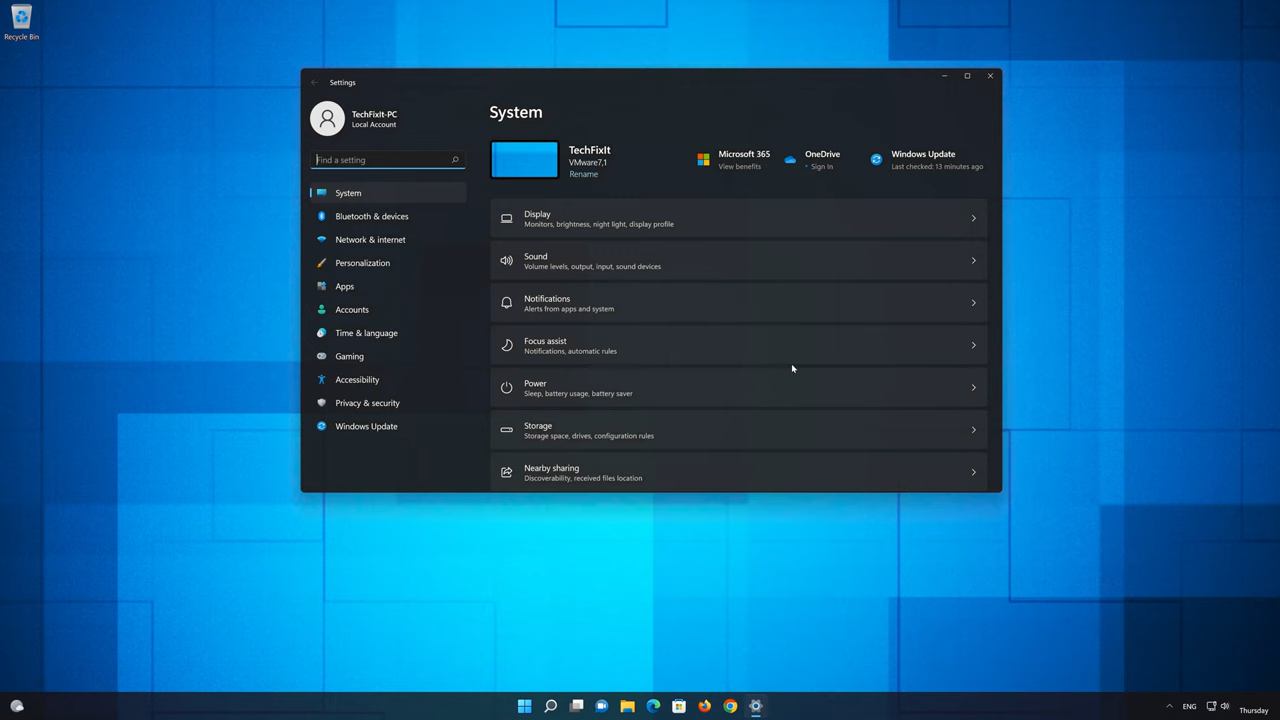 Recycle Bin
Settings
TechFixIt-PC
Local Account
Find a setting
System
Bluetooth & devices
Network & internet
Personalization
Apps
Accounts
Time & language
Gaming
Accessibility
Privacy & security
Windows Update
System
TechFixIt
VMware7,1
Rename
Microsoft 365
View benefits
OneDrive
• Sign In
Windows Update
Last checked: 13 minutes ago
Display
Monitors, brightness, night light, display profile
Sound
Volume levels, output, input, sound devices
Notifications
Alerts from apps and system
Focus assist
Notifications, automatic rules
Power
Sleep, battery usage, battery saver
Storage
Storage space, drives, configuration rules
Nearby sharing
Discoverability, received files location
ENG
Thursday